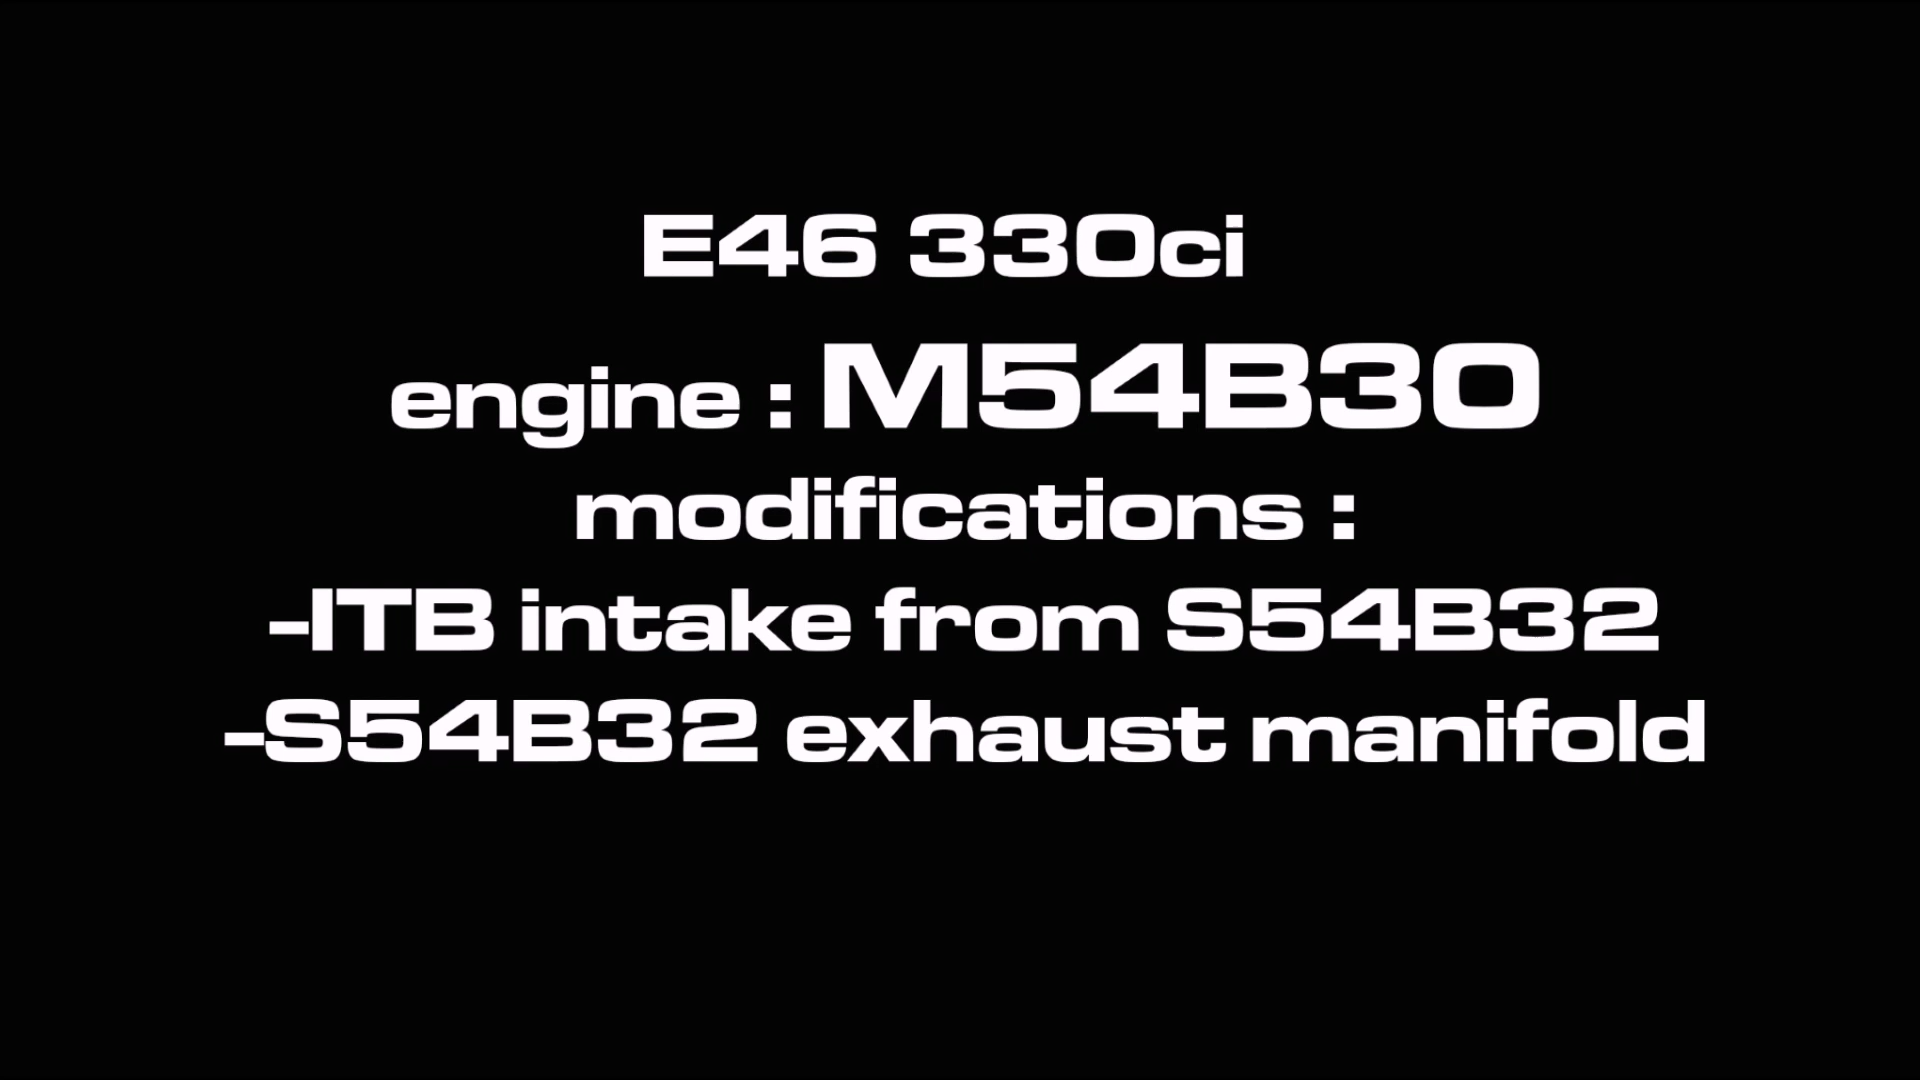 E46 330ci
engine : M54B30
modifications :
-ITB intake from S54B32
-S54B32 exhaust manifold